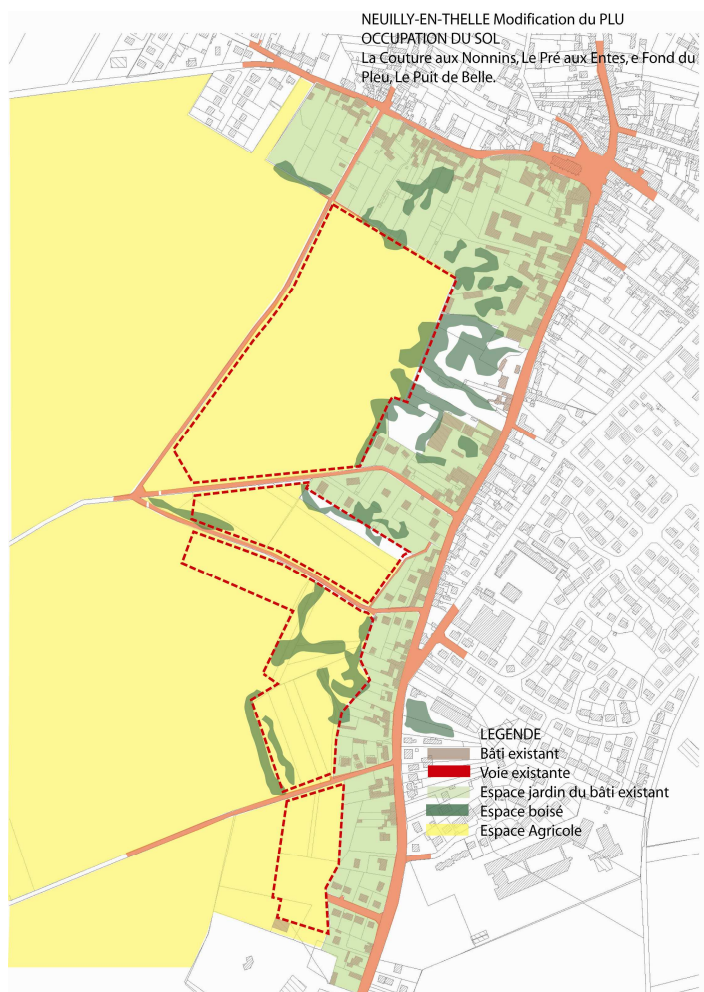 NEUILLY-EN-THELLE Modification du PLU
OCCUPATION DU SOL
La Couture aux Nonnins, Le Pré aux Entes, e Fond du
Pleu, Le Puit de Belle.
LEGENDE
Bâti existant
Voie existante
Espace jardin du bâti existant
Espace boisé
Espace Agricole